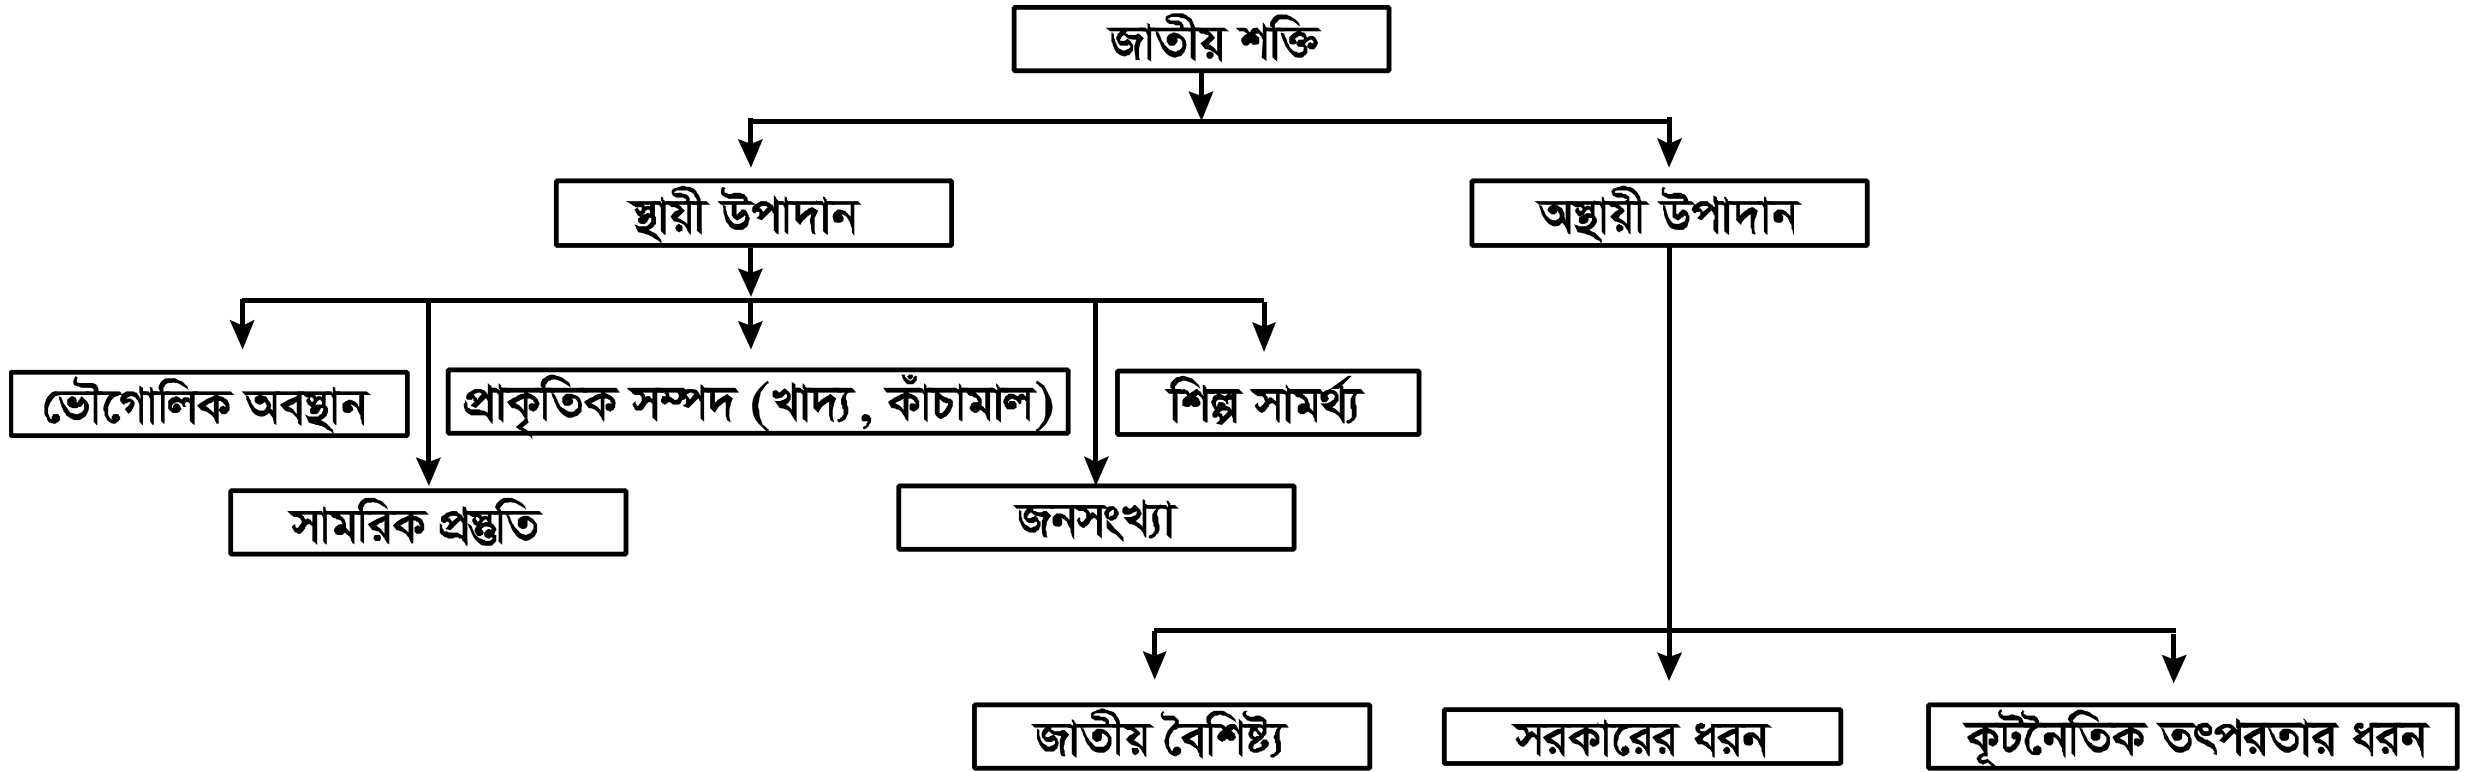 জাতীয় শক্তি
স্থায়ী উপাদান
অস্থায়ী উপাদান
ভৌগোলিক অবস্থান
প্রাকৃতিক সম্পদ (খাদ্য, কাঁচামাল)
শিল্প সামর্থ্য
সামরিক প্রস্তুতি
জনসংখ্যা
জাতীয় বৈশিষ্ট্য
সরকারের ধরন
কূটনৈতিক তৎপরতার ধরন